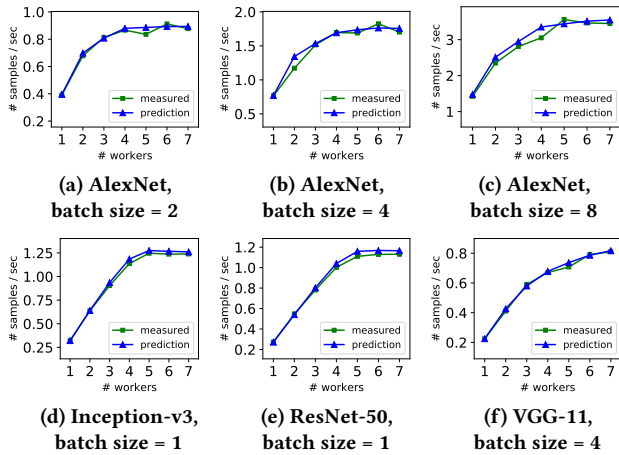 # samples / sec
1.0
0.8
0.6
0.4
0.2
measured
prediction
1 2 3 4 5 6 7
# workers
(a) AlexNet,
batch size = 2
# samples / sec
2.0
1.5
1.0
0.5
measured
prediction
1 2 3 4 5 6 7
# workers
(b) AlexNet,
batch size = 4
# samples / sec
3
2
1
measured
prediction
1 2 3 4 5 6 7
# workers
(c) AlexNet,
batch size = 8
# samples / sec
1.25
1.00
0.75
0.50
0.25
measured
prediction
1 2 3 4 5 6 7
# workers
(d) Inception-v3,
batch size = 1
# samples / sec
1.2
1.0
0.8
0.6
0.4
0.2
measured
prediction
1 2 3 4 5 6 7
# workers
(e) ResNet-50,
batch size = 1
# samples / sec
0.8
0.6
0.4
0.2
measured
prediction
1 2 3 4 5 6 7
# workers
(f) VGG-11,
batch size = 4